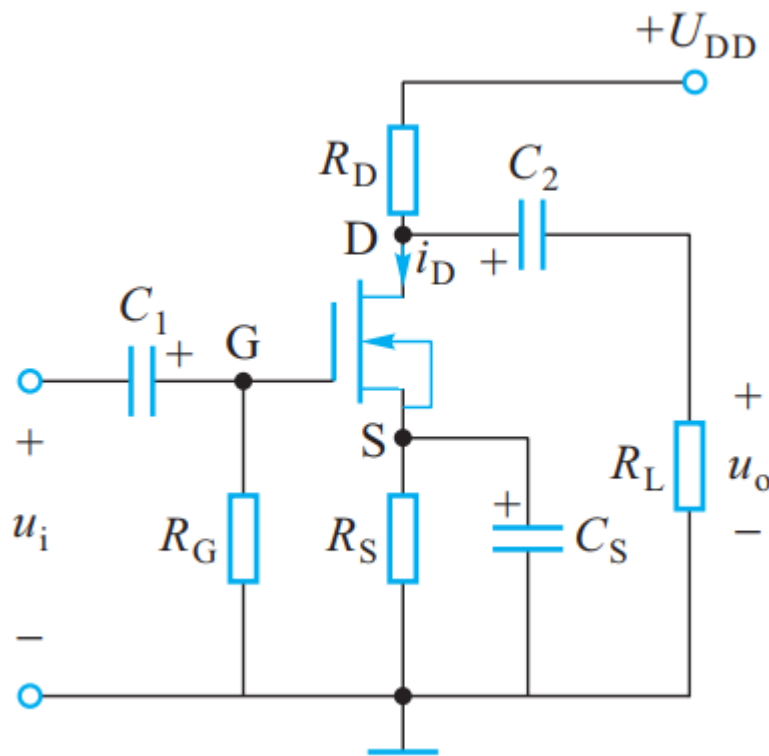 +U_DD
R_D
C_2
D
+
i_D
C_1
+
G
+
S
+
R_L
u_o
u_i
R_G
R_S
+
C_S
−
−